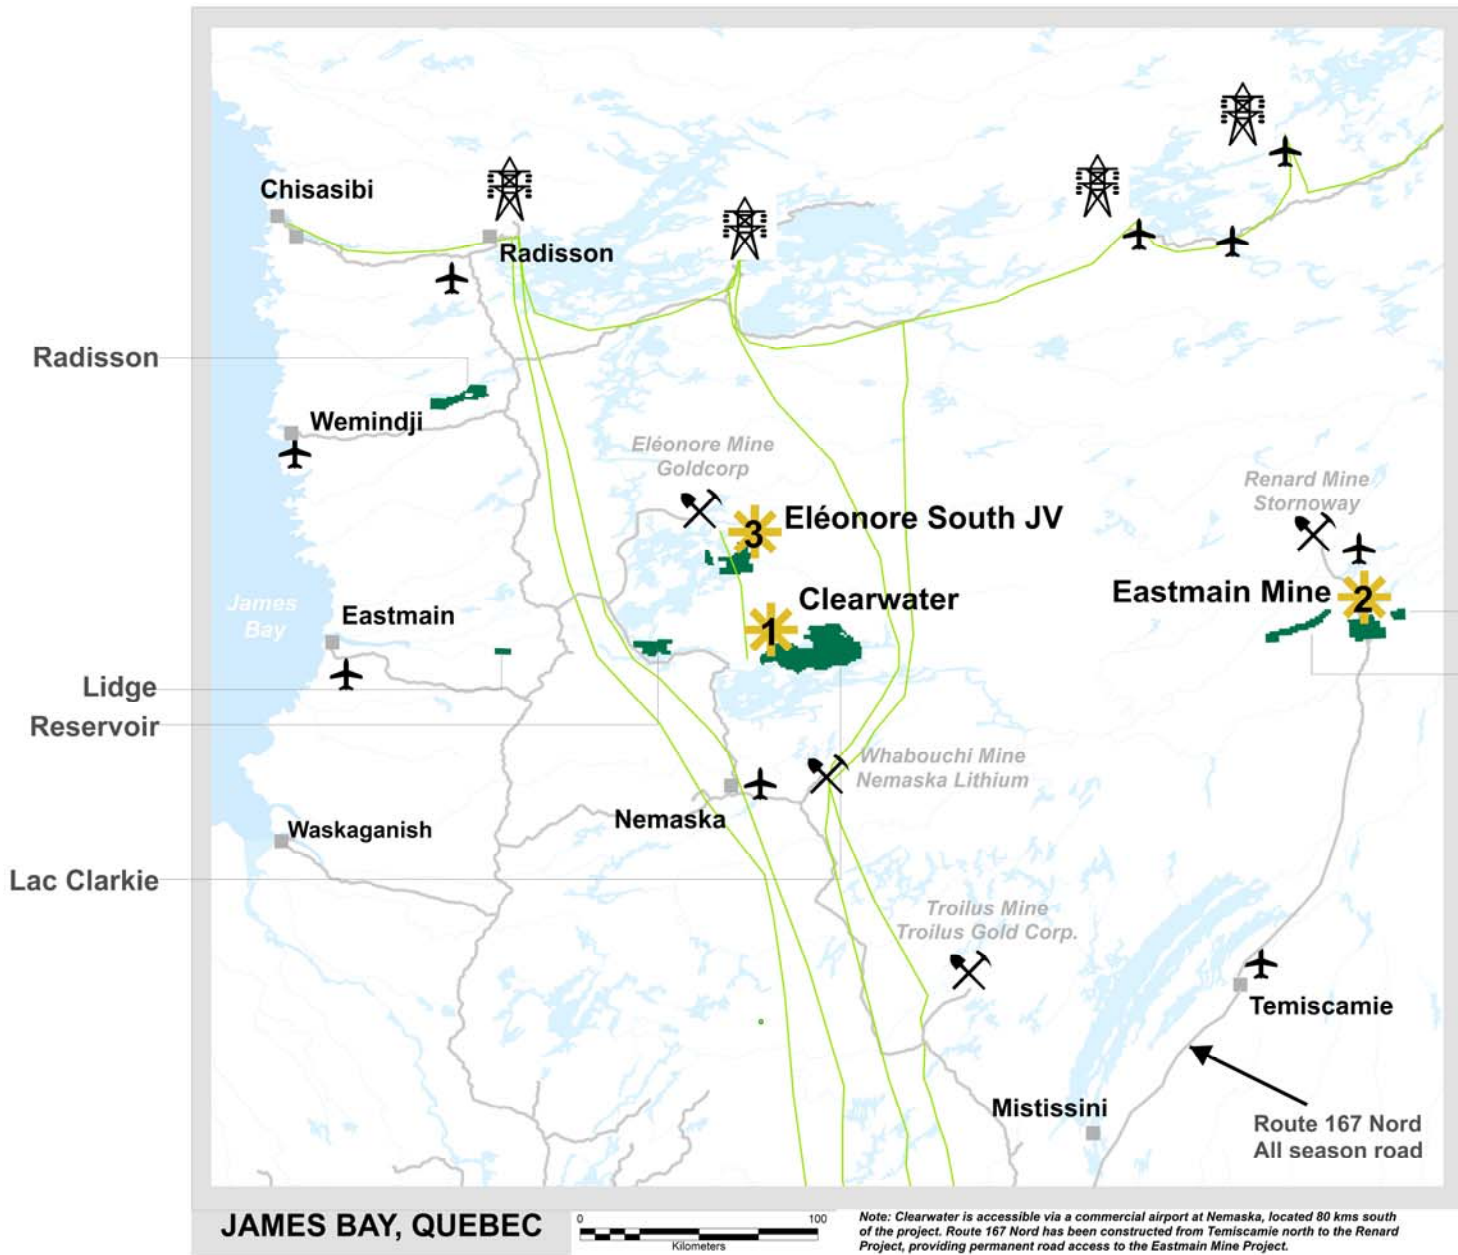 Chisasibi
Radisson
Radisson
Wemindji
Eléonore Mine
Goldcorp
Renard Mine
Stornoway
3
Eléonore South JV
Eastmain Mine
2
Clearwater
1
James
Bay
Eastmain
Lidge
Reservoir
Whabouchi Mine
Nemaska Lithium
Nemaska
Waskaganish
Lac Clarkie
Troilus Mine
Troilus Gold Corp.
Temiscamie
Mistissini
Route 167 Nord
All season road
JAMES BAY, QUEBEC
0 100
Kilometers
Note: Clearwater is accessible via a commercial airport at Nemaska, located 80 kms south
of the project. Route 167 Nord has been constructed from Temiscamie north to the Renard
Project, providing permanent road access to the Eastmain Mine Project.